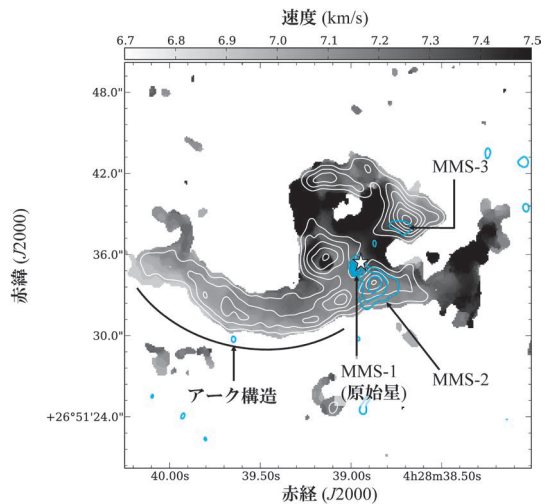 速度 (km/s)
6.7 6.8 6.9 7.0 7.1 7.2 7.3 7.4 7.5
48.0"
42.0"
36.0"
30.0"
+26°51'24.0"
赤緯 (J2000)
MMS-3
アーク構造
MMS-1
(原始星)
MMS-2
40.00s 39.50s 39.00s 4h28m38.50s
赤経 (J2000)